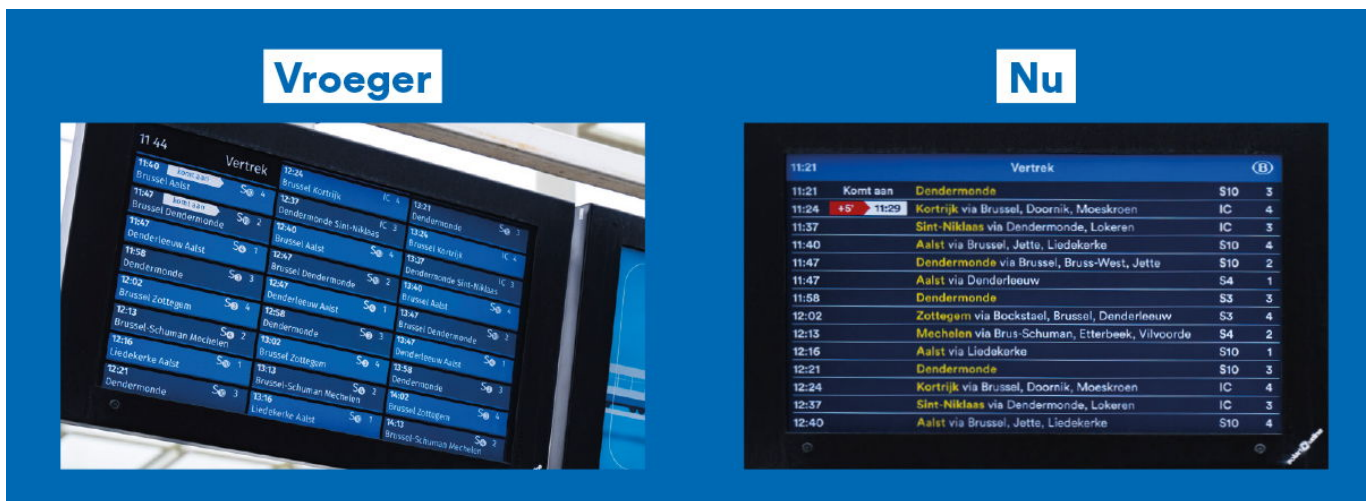 Vroeger
11:44 Vertrek
11:40 komt aan
Brussel Aalst 4
11:47 komt aan
Brussel Dendermonde 2
11:47
Denderleeuw Aalst 1
11:58
Dendermonde 3
12:02
Brussel Zottegem 4
12:13
Brussel-Schuman Mechelen 2
12:16
Liedekerke Aalst 1
12:21
Dendermonde 3
12:24
Brussel Kortrijk IC 4
12:37
Dendermonde Sint-Niklaas IC 3
12:40
Brussel Aalst 4
12:47
Brussel Dendermonde 2
12:47
Denderleeuw Aalst 1
12:58
Dendermonde 3
13:02
Brussel Zottegem 4
13:13
Brussel-Schuman Mechelen 2
13:16
Liedekerke Aalst 1
13:21
Dendermonde 3
13:24
Brussel Kortrijk IC 4
13:37
Dendermonde Sint-Niklaas IC 3
13:40
Brussel Aalst 4
13:47
Brussel Dendermonde 2
13:47
Denderleeuw Aalst 1
13:58
Dendermonde 3
14:02
Brussel Zottegem 4
14:13
Brussel-Schuman Mechelen 2
Nu
11:21 Vertrek B
11:21 Komt aan Dendermonde S10 3
11:24 +5' 11:29 Kortrijk via Brussel, Doornik, Moeskroen IC 4
11:37 Sint-Niklaas via Dendermonde, Lokeren IC 3
11:40 Aalst via Brussel, Jette, Liedekerke S10 4
11:47 Dendermonde via Brussel, Bruss-West, Jette S10 2
11:47 Aalst via Denderleeuw S4 1
11:58 Dendermonde S3 3
12:02 Zottegem via Bockstael, Brussel, Denderleeuw S3 4
12:13 Mechelen via Brus-Schuman, Etterbeek, Vilvoorde S4 2
12:16 Aalst via Liedekerke S10 1
12:21 Dendermonde S10 3
12:24 Kortrijk via Brussel, Doornik, Moeskroen IC 4
12:37 Sint-Niklaas via Dendermonde, Lokeren IC 3
12:40 Aalst via Brussel, Jette, Liedekerke S10 4